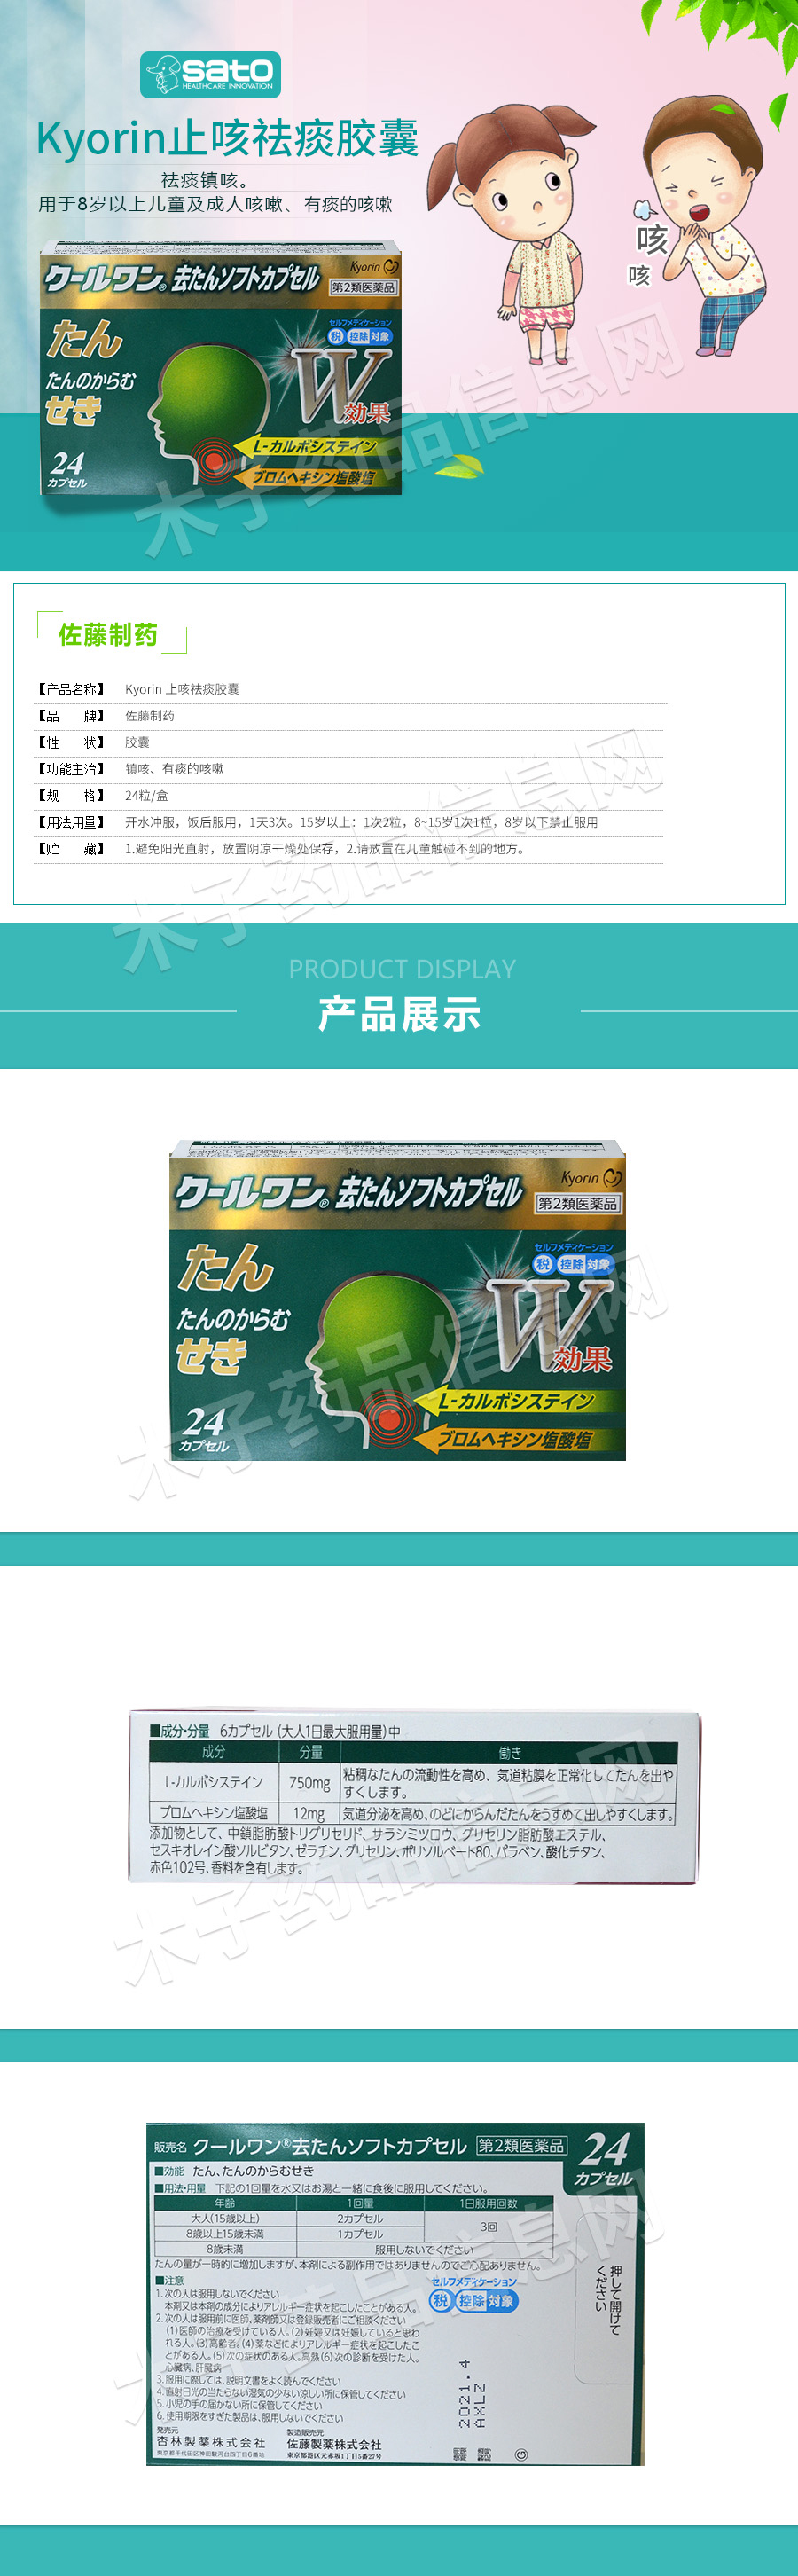 sato
HEALTHCARE INNOVATION
Kyorin止咳祛痰胶囊
祛痰镇咳。
用于8岁以上儿童及成人咳嗽、有痰的咳嗽
咳
咳
Kyorin
クールワン® 去たんソフトカプセル
第2類医薬品
セルフメディケーション
税 控除 対象
たん
たんのからむ
せき
W
効果
L-カルボシステイン
ブロムヘキシン塩酸塩
24
カプセル
木子药品信息网
佐藤制药
【产品名称】 Kyorin 止咳祛痰胶囊
【品 牌】 佐藤制药
【性 状】 胶囊
【功能主治】 镇咳、有痰的咳嗽
【规 格】 24粒/盒
【用法用量】 开水冲服，饭后服用，1天3次。15岁以上：1次2粒，8~15岁1次1粒，8岁以下禁止服用
【贮 藏】 1.避免阳光直射，放置阴凉干燥处保存，2.请放置在儿童触碰不到的地方。
木子药品信息网
PRODUCT DISPLAY
产品展示
Kyorin
クールワン® 去たんソフトカプセル
第2類医薬品
セルフメディケーション
税 控除 対象
たん
たんのからむ
せき
W
効果
L-カルボシステイン
ブロムヘキシン塩酸塩
24
カプセル
木子药品信息网
■成分・分量 6カプセル（大人1日最大服用量）中
成分 分量 働き
L-カルボシステイン 750mg 粘稠なたんの流動性を高め、気道粘膜を正常化してたんを出や
すくします。
ブロムヘキシン塩酸塩 12mg 気道分泌を高め、のどにからんだたんをうすめて出しやすくします。
添加物として、中鎖脂肪酸トリグリセリド、サラシミツロウ、グリセリン脂肪酸エステル、
セスキオレイン酸ソルビタン、ゼラチン、グリセリン、ポリソルベート80、パラベン、酸化チタン、
赤色102号、香料を含有します。
木子药品信息网
販売名 クールワン®去たんソフトカプセル 第2類医薬品
24
カプセル
■効能 たん、たんのからむせき
■用法・用量 下記の1回量を水又はお湯と一緒に食後に服用してください。
年齢 1回量 1日服用回数
大人（15歳以上） 2カプセル 3回
8歳以上15歳未満 1カプセル
8歳未満 服用しないでください
たんの量が一時的に増加しますが、本剤による副作用ではありませんのでご心配ありません。
■注意
1. 次の人は服用しないでください
本剤又は本剤の成分によりアレルギー症状を起こしたことがある人。
2. 次の人は服用前に医師、薬剤師又は登録販売者にご相談ください
(1)医師の治療を受けている人。(2)妊婦又は妊娠していると思わ
れる人。(3)高齢者。(4)薬などによりアレルギー症状を起こしたこ
とがある人。(5)次の症状のある人。高熱(6)次の診断を受けた人。
心臓病、肝臓病
3. 服用に際しては、説明文書をよく読んでください
4. 直射日光の当たらない湿気の少ない涼しい所に保管してください
5. 小児の手の届かない所に保管してください
6. 使用期限をすぎた製品は、服用しないでください
セルフメディケーション
税 控除 対象
押して開けて
ください
発売元
杏林製薬株式会社
東京都千代田区神田駿河台四丁目6番地
製造販売元
佐藤製薬株式会社
東京都港区元赤坂1丁目5番27号
使用期限 2021.4
製造番号 AXLZ
G
木子药品信息网